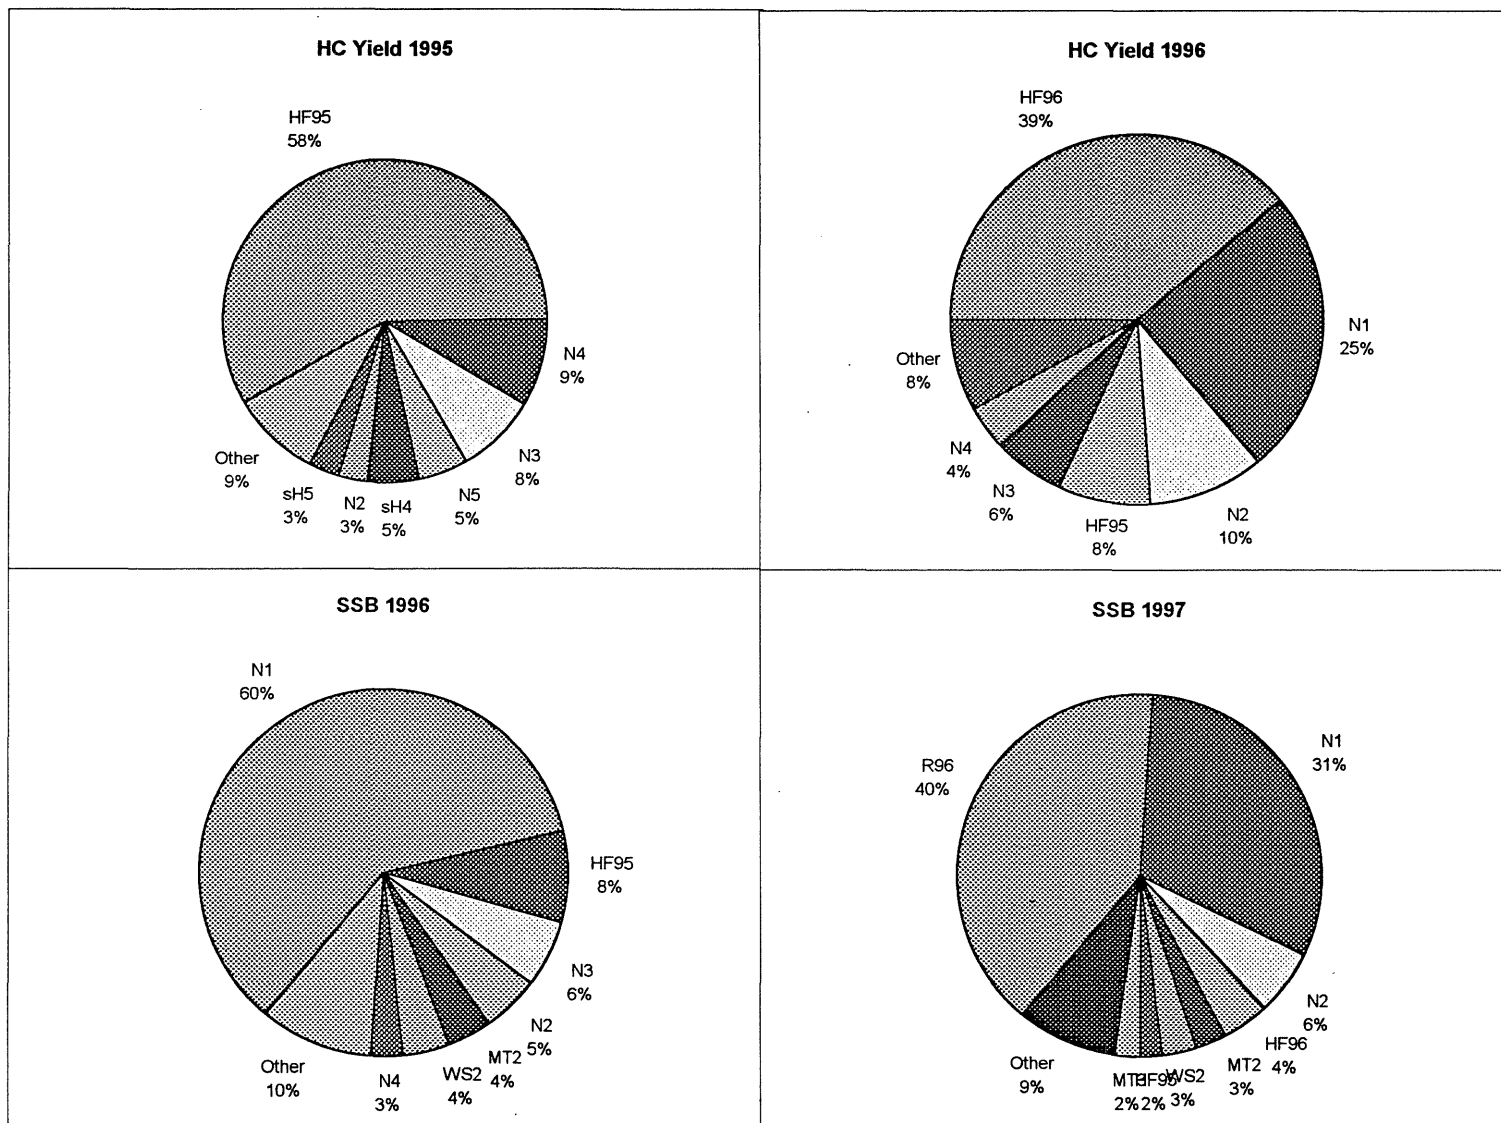 HC Yield 1995
HF95
58%
N4
9%
N3
8%
N5
5%
sH4
5%
N2
3%
sH5
3%
Other
9%
HC Yield 1996
HF96
39%
N1
25%
N2
10%
HF95
8%
N3
6%
N4
4%
Other
8%
SSB 1996
N1
60%
HF95
8%
N3
6%
N2
5%
MT2
4%
WS2
4%
N4
3%
Other
10%
SSB 1997
R96
40%
N1
31%
N2
6%
HF96
4%
MT2
3%
WS2
3%
HF95
2%
2%
Other
9%